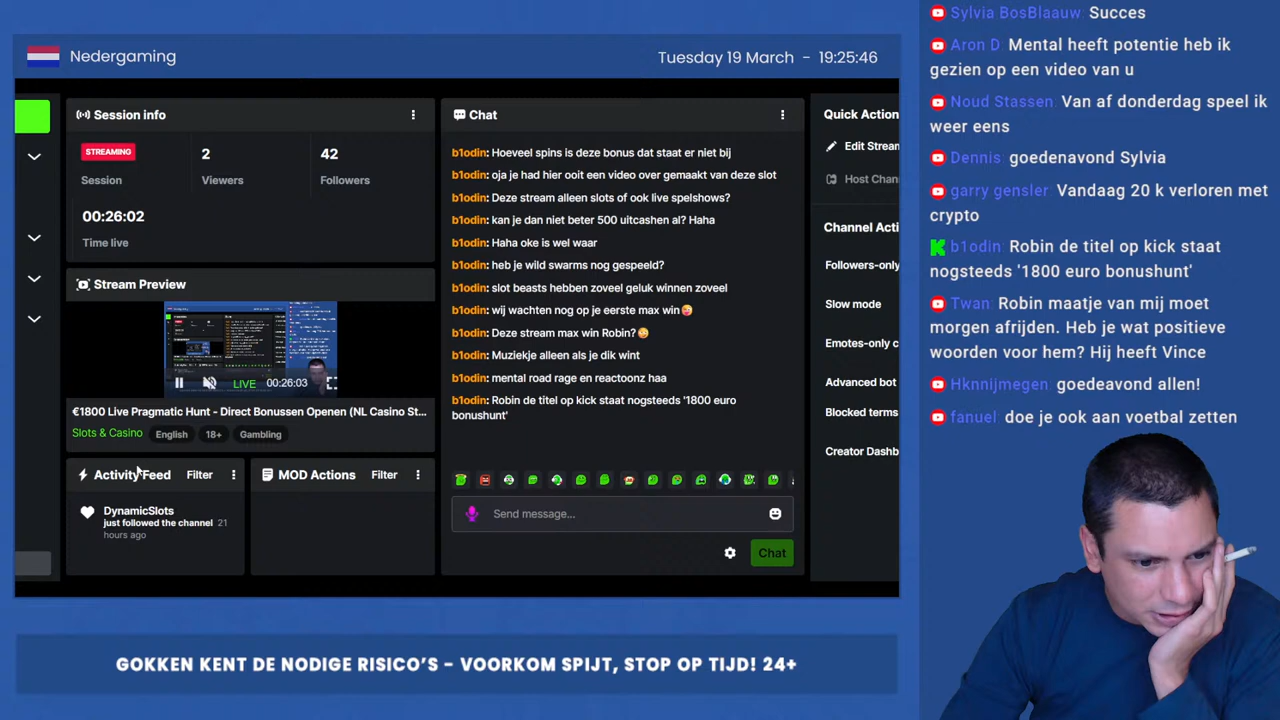 Nedergaming
Tuesday 19 March - 19:25:46
Session info
STREAMING
Session
2
Viewers
42
Followers
00:26:02
Time live
Stream Preview
LIVE 00:26:03
€1800 Live Pragmatic Hunt - Direct Bonussen Openen (NL Casino St...
Slots & Casino English 18+ Gambling
Activity Feed Filter
DynamicSlots
just followed the channel 21
hours ago
MOD Actions Filter
Chat
b1odin: Hoeveel spins is deze bonus dat staat er niet bij
b1odin: oja je had hier ooit een video over gemaakt van deze slot
b1odin: Deze stream alleen slots of ook live spelshows?
b1odin: kan je dan niet beter 500 uitcashen al? Haha
b1odin: Haha oke is wel waar
b1odin: heb je wild swarms nog gespeeld?
b1odin: slot beasts hebben zoveel geluk winnen zoveel
b1odin: wij wachten nog op je eerste max win😜
b1odin: Deze stream max win Robin?😳
b1odin: Muziekje alleen als je dik wint
b1odin: mental road rage en reactoonz haa
b1odin: Robin de titel op kick staat nogsteeds '1800 euro
bonushunt'
Send message...
Chat
Quick Action
Edit Stream
Host Chan
Channel Acti
Followers-only
Slow mode
Emotes-only c
Advanced bot
Blocked terms
Creator Dashb
Sylvia BosBlaauw: Succes
Aron D: Mental heeft potentie heb ik
gezien op een video van u
Noud Stassen: Van af donderdag speel ik
weer eens
Dennis: goedenavond Sylvia
garry gensler: Vandaag 20 k verloren met
crypto
b1odin: Robin de titel op kick staat
nogsteeds '1800 euro bonushunt'
Twan: Robin maatje van mij moet
morgen afrijden. Heb je wat positieve
woorden voor hem? Hij heeft Vince
Hknnijmegen: goedeavond allen!
fanuel: doe je ook aan voetbal zetten
GOKKEN KENT DE NODIGE RISICO'S - VOORKOM SPIJT, STOP OP TIJD! 24+